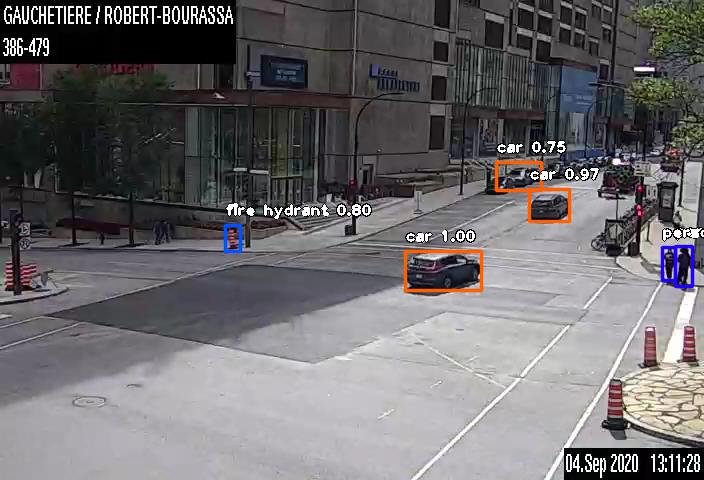 GAUCHETIERE / ROBERT-BOURASSA
386-479
car 0.75
car 0.97
fire hydrant 0.80
car 1.00
04.Sep 2020 13:11:28